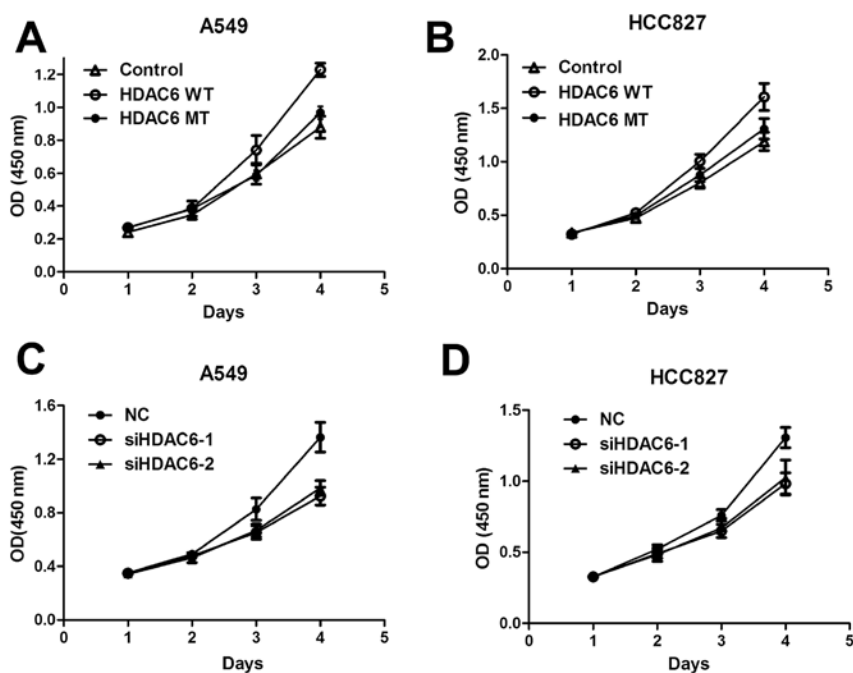 A
A549
Control
HDAC6 WT
HDAC6 MT
OD (450 nm)
1.2
1.0
0.8
0.6
0.4
0.2
0.0
0 1 2 3 4 5
Days
B
HCC827
Control
HDAC6 WT
HDAC6 MT
OD (450 nm)
2.0
1.5
1.0
0.5
0.0
0 1 2 3 4 5
Days
C
A549
NC
siHDAC6-1
siHDAC6-2
OD(450 nm)
1.6
1.2
0.8
0.4
0.0
0 1 2 3 4 5
Days
D
HCC827
NC
siHDAC6-1
siHDAC6-2
OD (450 nm)
1.5
1.0
0.5
0.0
0 1 2 3 4 5
Days